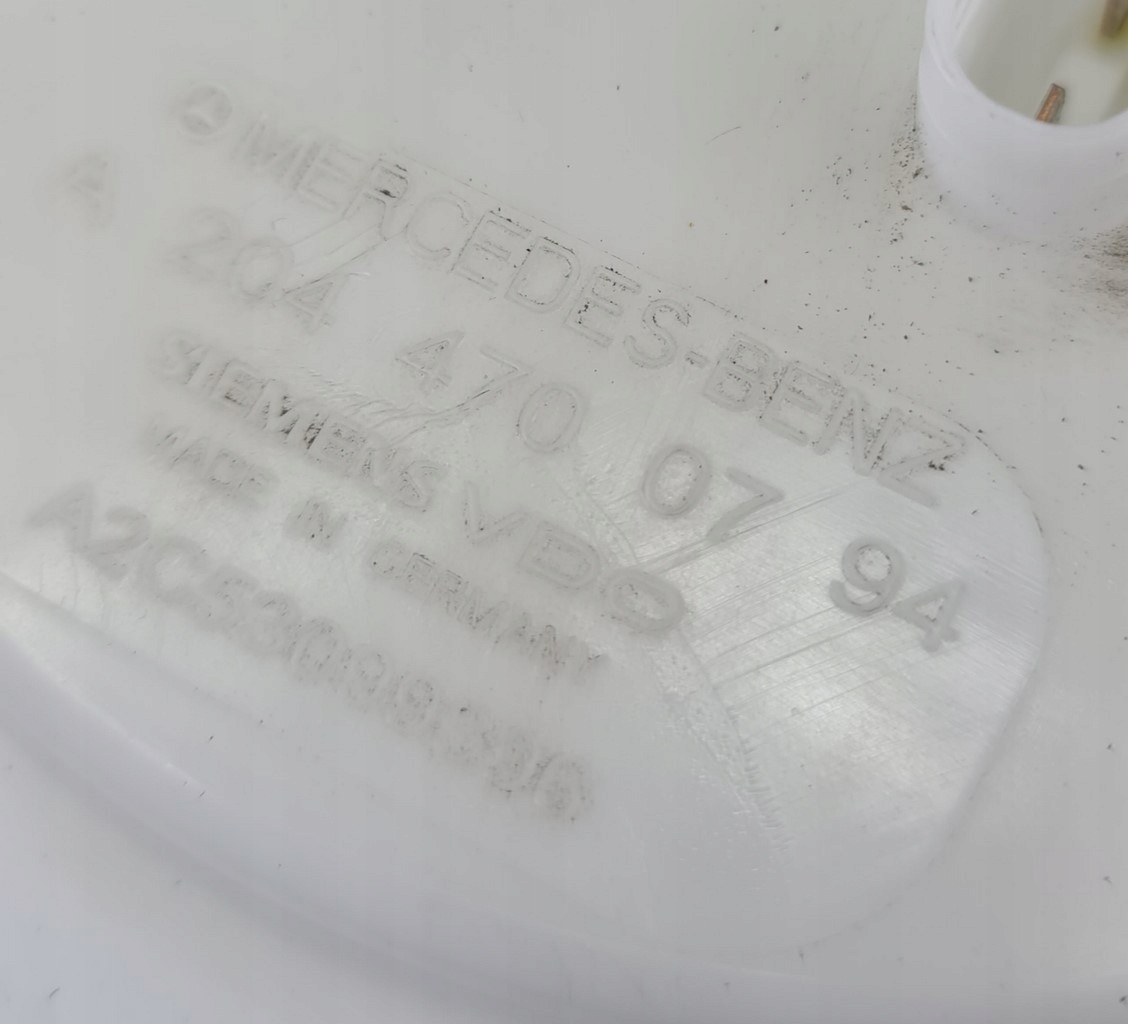 MERCEDES-BENZ
A 204 470 07 94
SIEMENS VDO
MADE IN GERMANY